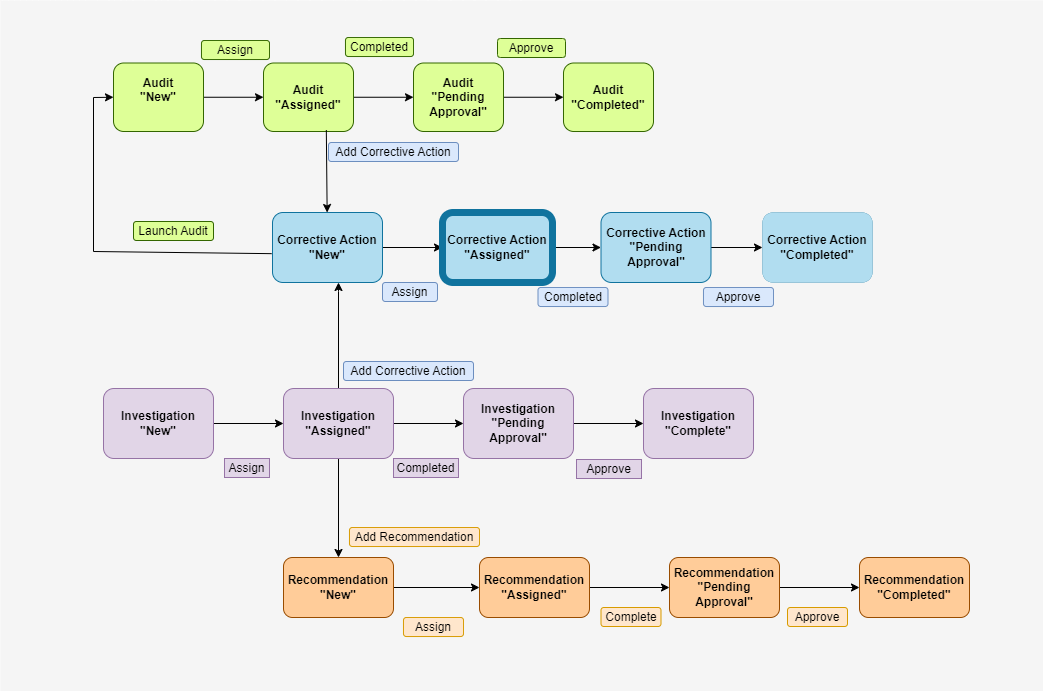 Assign
Completed
Approve
Audit
"New"
Audit
"Assigned"
Audit
"Pending
Approval"
Audit
"Completed"
Add Corrective Action
Launch Audit
Corrective Action
"New"
Corrective Action
"Assigned"
Corrective Action
"Pending
Approval"
Corrective Action
"Completed"
Assign
Completed
Approve
Add Corrective Action
Investigation
"New"
Investigation
"Assigned"
Investigation
"Pending
Approval"
Investigation
"Complete"
Assign
Completed
Approve
Add Recommendation
Recommendation
"New"
Recommendation
"Assigned"
Recommendation
"Pending
Approval"
Recommendation
"Completed"
Assign
Complete
Approve